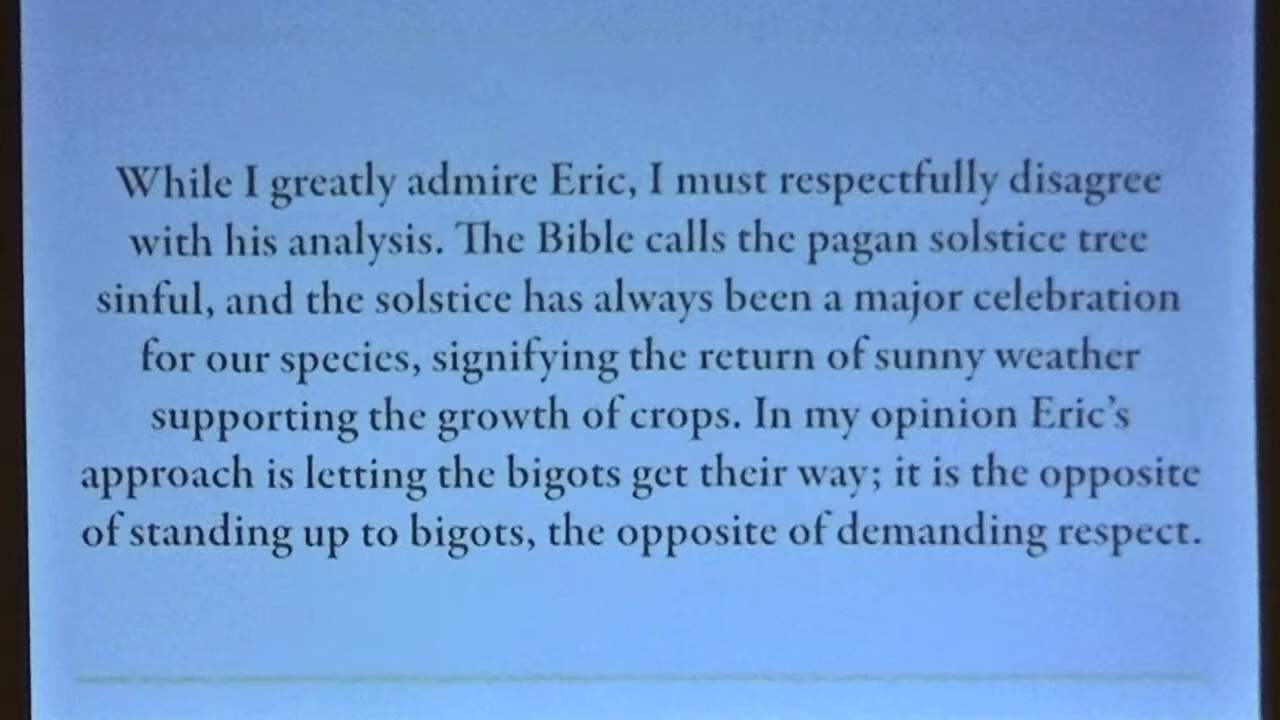 While I greatly admire Eric, I must respectfully disagree
with his analysis. The Bible calls the pagan solstice tree
sinful, and the solstice has always been a major celebration
for our species, signifying the return of sunny weather
supporting the growth of crops. In my opinion Eric's
approach is letting the bigots get their way; it is the opposite
of standing up to bigots, the opposite of demanding respect.